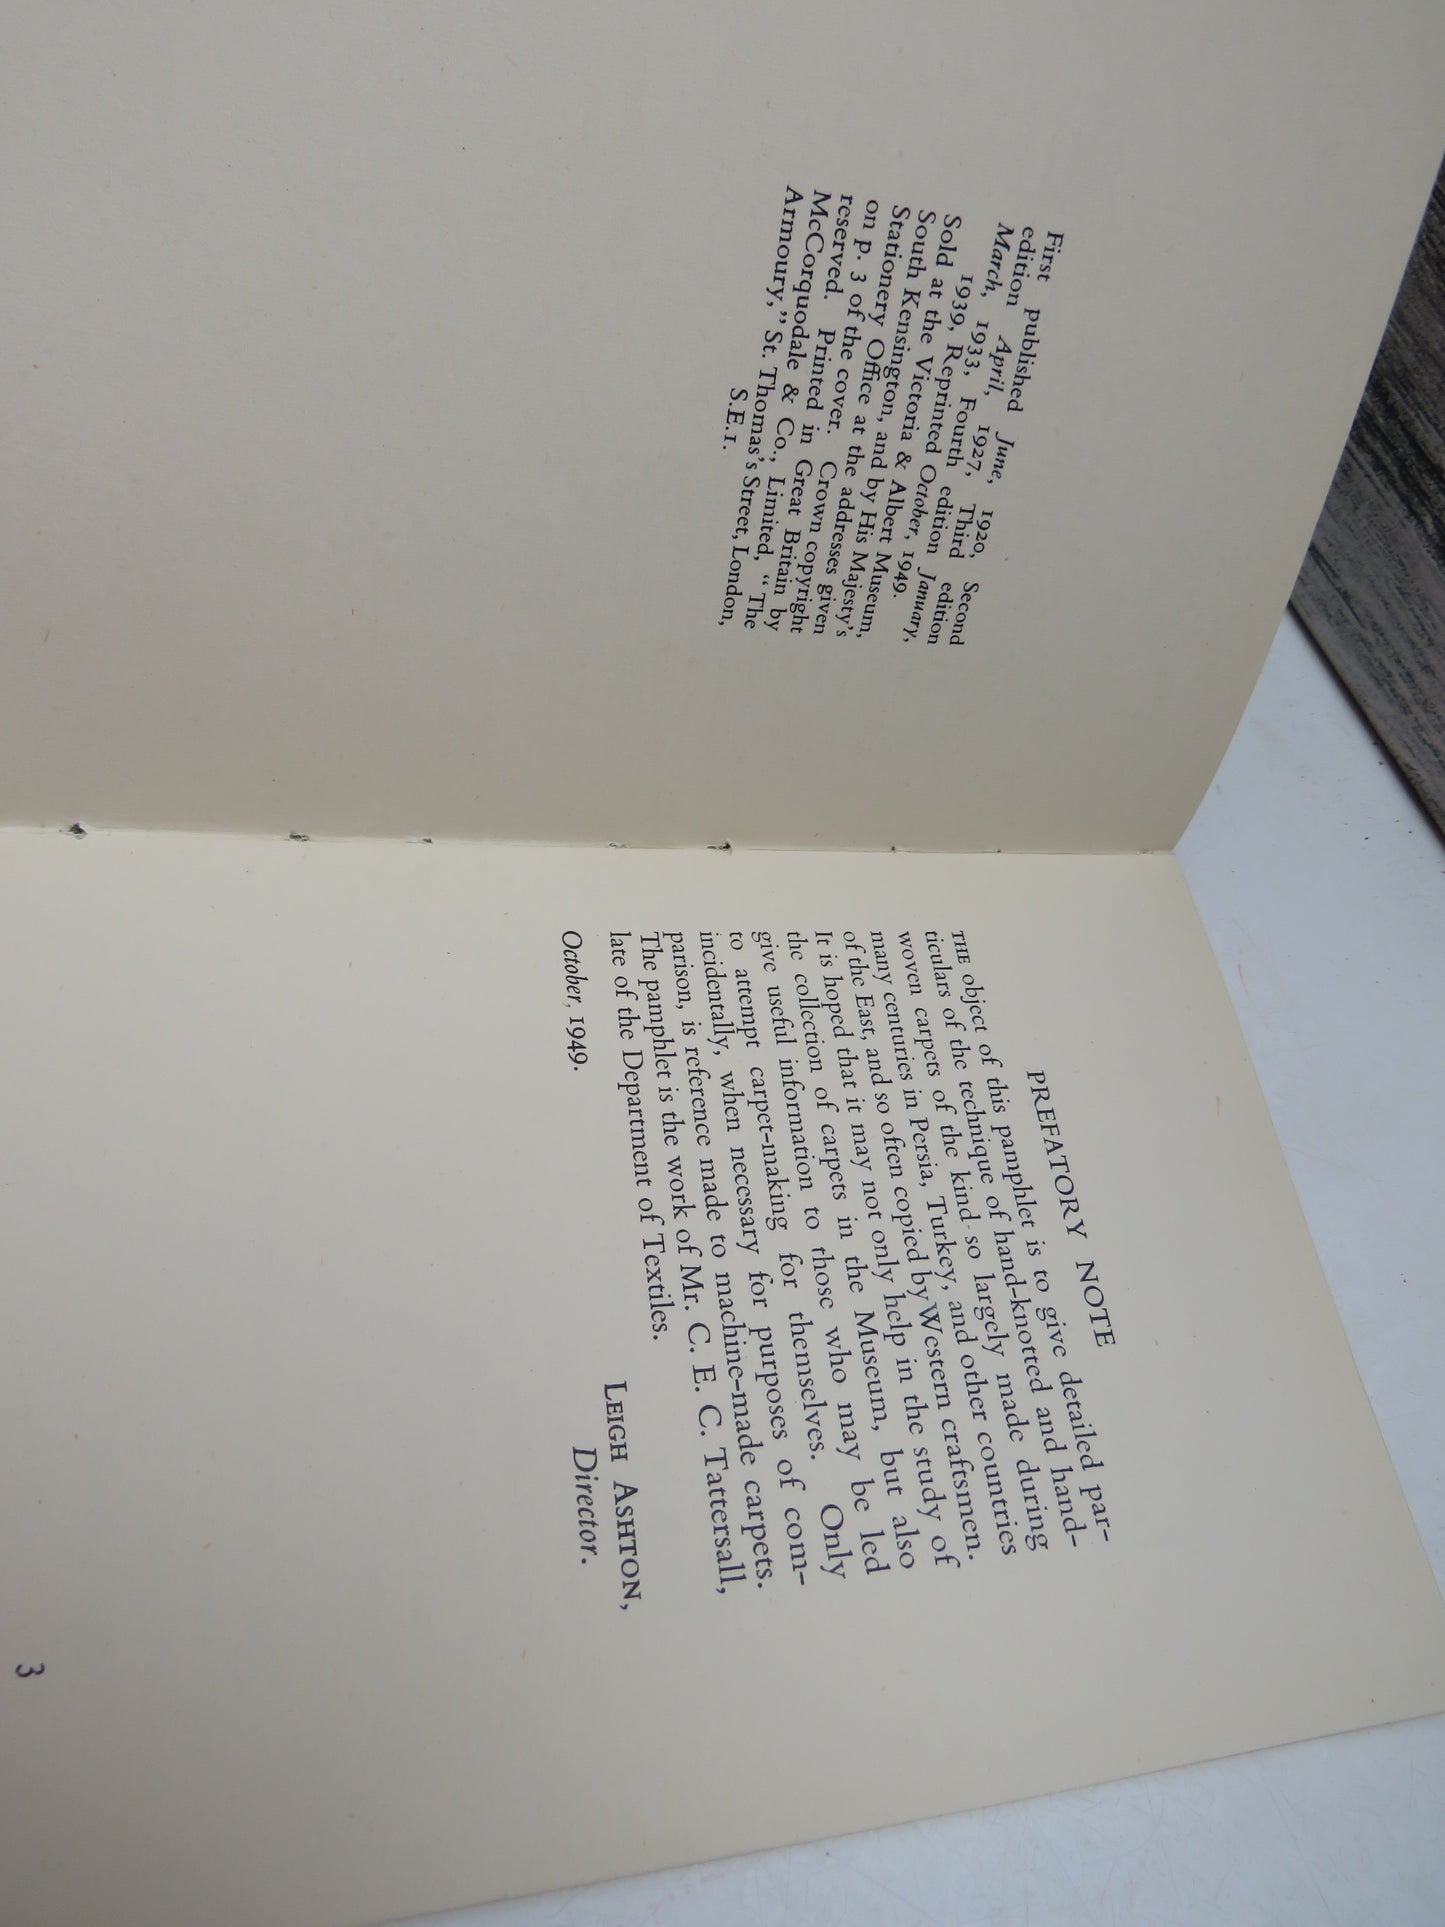 First published June, 1920, Second
edition April, 1927, Third edition
March, 1933, Fourth edition January,
1939, Reprinted October, 1949.
Sold at the Victoria & Albert Museum,
South Kensington, and by His Majesty's
Stationery Office at the addresses given
on p. 3 of the cover. Crown copyright
reserved. Printed in Great Britain by
McCorquodale & Co., Limited, “ The
Armoury,” St. Thomas's Street, London,
S.E.1.
PREFATORY NOTE
THE object of this pamphlet is to give detailed par-
ticulars of the technique of hand-knotted and hand-
woven carpets of the kind so largely made during
many centuries in Persia, Turkey, and other countries
of the East, and so often copied by Western craftsmen.
It is hoped that it may not only help in the study of
the collection of carpets in the Museum, but also
give useful information to those who may be led
to attempt carpet-making for themselves. Only
incidentally, when necessary for purposes of com-
parison, is reference made to machine-made carpets.
The pamphlet is the work of Mr. C. E. C. Tattersall,
late of the Department of Textiles.
LEIGH ASHTON,
Director.
October, 1949.
3